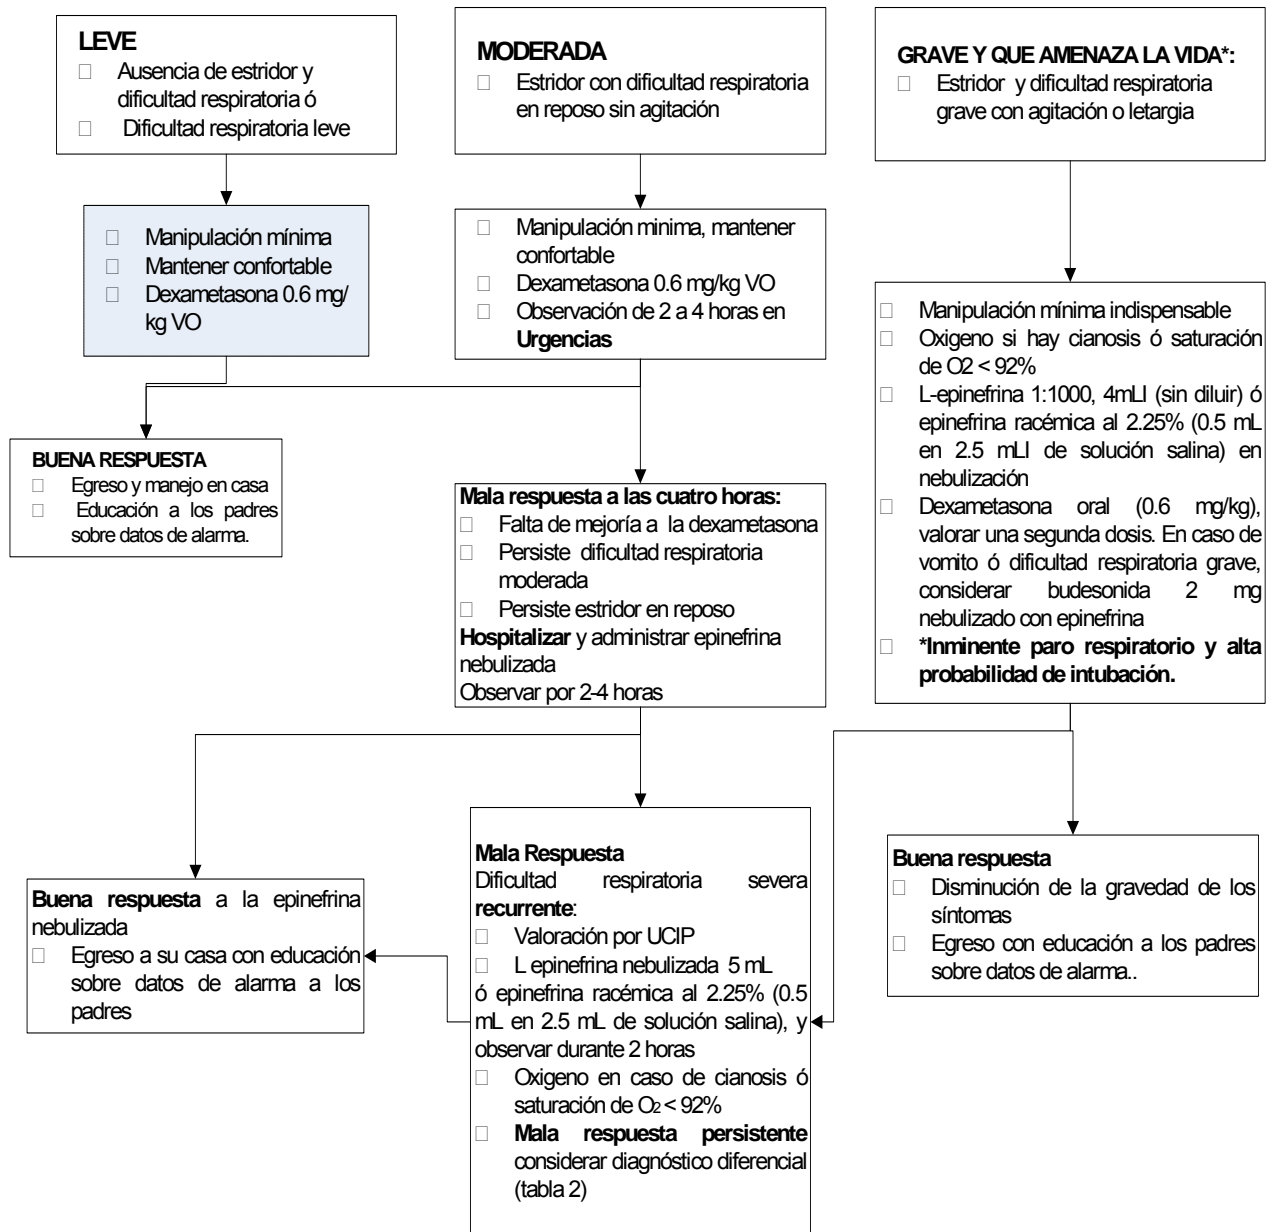 LEVE
Ausencia de estridor y
dificultad respiratoria ó
Dificultad respiratoria leve
MODERADA
Estridor con dificultad respiratoria
en reposo sin agitación
GRAVE Y QUE AMENAZA LA VIDA*:
Estridor y dificultad respiratoria
grave con agitación o letargia
Manipulación mínima
Mantener confortable
Dexametasona 0.6 mg/
kg VO
Manipulación minima, mantener
confortable
Dexametasona 0.6 mg/kg VO
Observación de 2 a 4 horas en
Urgencias
Manipulación mínima indispensable
Oxigeno si hay cianosis ó saturación
de O2 < 92%
L-epinefrina 1:1000, 4mLl (sin diluir) ó
epinefrina racémica al 2.25% (0.5 mL
en 2.5 mLl de solución salina) en
nebulización
Dexametasona oral (0.6 mg/kg),
valorar una segunda dosis. En caso de
vomito ó dificultad respiratoria grave,
considerar budesonida 2 mg
nebulizado con epinefrina
*Inminente paro respiratorio y alta
probabilidad de intubación.
BUENA RESPUESTA
Egreso y manejo en casa
Educación a los padres
sobre datos de alarma.
Mala respuesta a las cuatro horas:
Falta de mejoría a la dexametasona
Persiste dificultad respiratoria
moderada
Persiste estridor en reposo
Hospitalizar y administrar epinefrina
nebulizada
Observar por 2-4 horas
Buena respuesta a la epinefrina
nebulizada
Egreso a su casa con educación
sobre datos de alarma a los
padres
Mala Respuesta
Dificultad respiratoria severa
recurrente:
Valoración por UCIP
L epinefrina nebulizada 5 mL
ó epinefrina racémica al 2.25% (0.5
mL en 2.5 mL de solución salina), y
observar durante 2 horas
Oxigeno en caso de cianosis ó
saturación de O2 < 92%
Mala respuesta persistente
considerar diagnóstico diferencial
(tabla 2)
Buena respuesta
Disminución de la gravedad de los
síntomas
Egreso con educación a los padres
sobre datos de alarma..